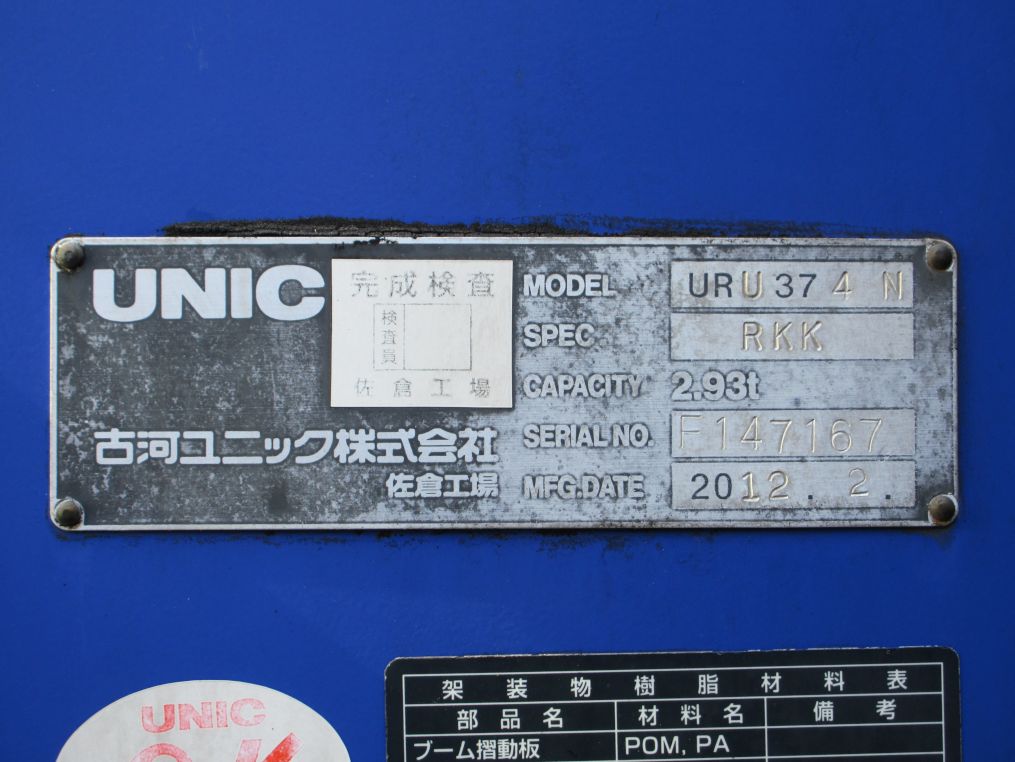 UNIC
完成検査
検査員
佐倉工場
古河ユニック株式会社
佐倉工場
MODEL URU374N
SPEC RKK
CAPACITY 2.93t
SERIAL NO. F147167
MFG.DATE 2012. 2.
UNIC
架装物樹脂材料表
部品名 材料名 備考
ブーム摺動板 POM, PA